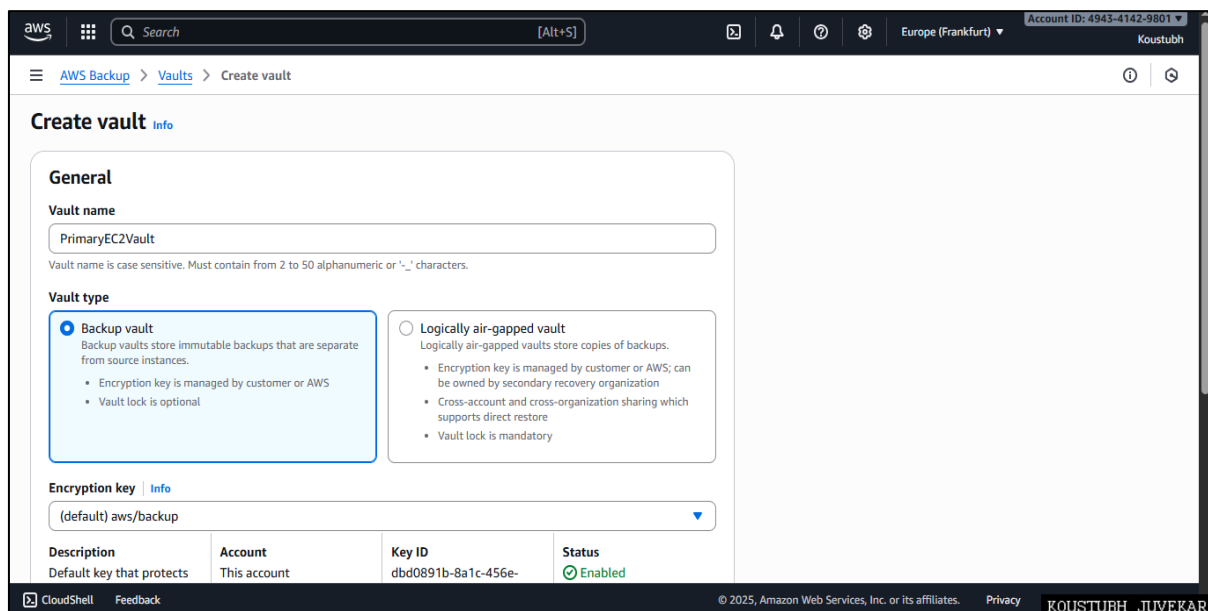 aws
Search
[Alt+S]
Europe (Frankfurt)
Account ID: 4943-4142-9801
Koustubh
AWS Backup > Vaults > Create vault
Create vault Info
General
Vault name
PrimaryEC2Vault
Vault name is case sensitive. Must contain from 2 to 50 alphanumeric or '-_' characters.
Vault type
Backup vault
Backup vaults store immutable backups that are separate
from source instances.
• Encryption key is managed by customer or AWS
• Vault lock is optional
Logically air-gapped vault
Logically air-gapped vaults store copies of backups.
• Encryption key is managed by customer or AWS; can
be owned by secondary recovery organization
• Cross-account and cross-organization sharing which
supports direct restore
• Vault lock is mandatory
Encryption key Info
(default) aws/backup
Description Account Key ID Status
Default key that protects This account dbd0891b-8a1c-456e- Enabled
CloudShell Feedback © 2025, Amazon Web Services, Inc. or its affiliates. Privacy
KOUSTUBH JUVEKAR